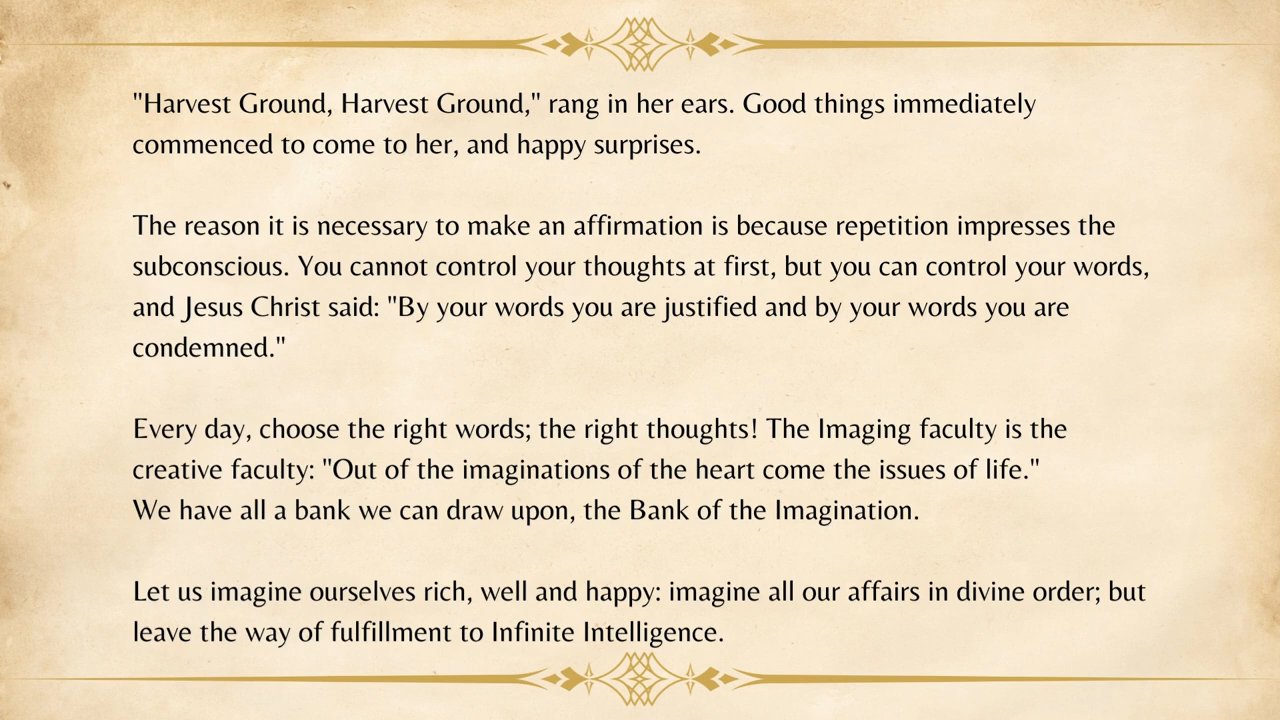 "Harvest Ground, Harvest Ground," rang in her ears. Good things immediately
commenced to come to her, and happy surprises.
The reason it is necessary to make an affirmation is because repetition impresses the
subconscious. You cannot control your thoughts at first, but you can control your words,
and Jesus Christ said: "By your words you are justified and by your words you are
condemned."
Every day, choose the right words; the right thoughts! The Imaging faculty is the
creative faculty: "Out of the imaginations of the heart come the issues of life."
We have all a bank we can draw upon, the Bank of the Imagination.
Let us imagine ourselves rich, well and happy: imagine all our affairs in divine order; but
leave the way of fulfillment to Infinite Intelligence.